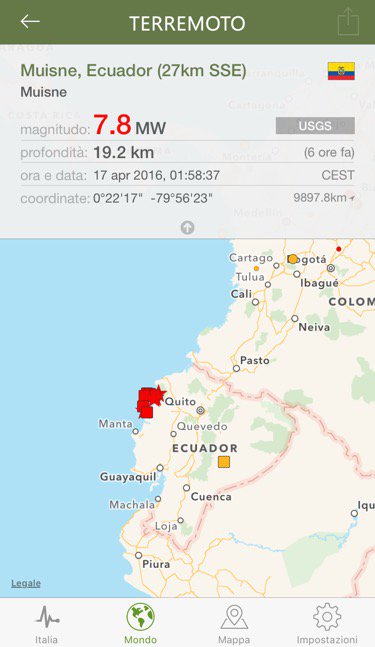 TERREMOTO
Muisne, Ecuador (27km SSE)
Muisne
magnitudo: 7.8 MW USGS
profondità: 19.2 km (6 ore fa)
ora e data: 17 apr 2016, 01:58:37 CEST
coordinate: 0°22'17" -79°56'23" 9897.8km
Cartago
Bogotá
Tulua
Ibagué
Cali
COLOM
Neiva
Pasto
Quito
Manta
Quevedo
ECUADOR
Guayaquil
Cuenca
Machala
Iqu
Loja
Piura
Legale
Italia Mondo Mappa Impostazioni